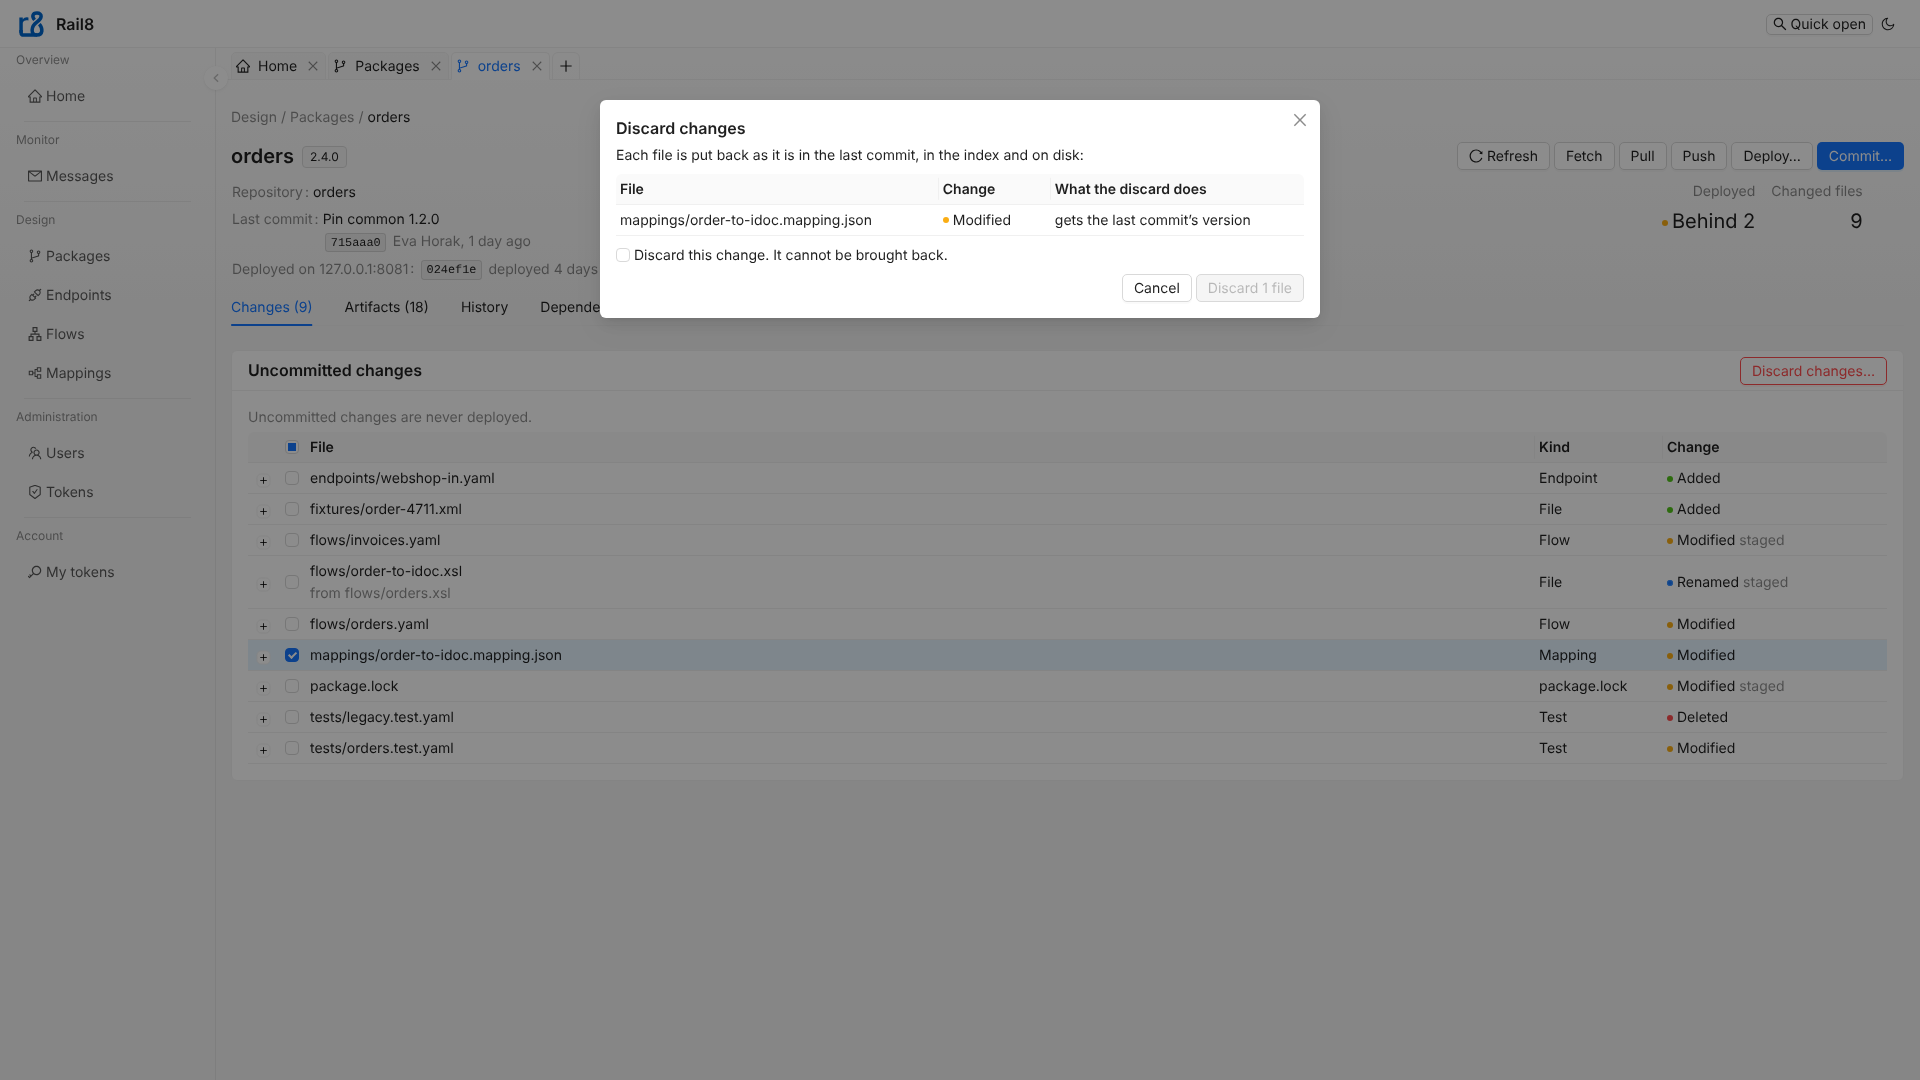 Rail8
Quick open
Overview
Home
Monitor
Messages
Design
Packages
Endpoints
Flows
Mappings
Administration
Users
Tokens
Account
My tokens
Home
Packages
orders
Design / Packages / orders
orders 2.4.0
Refresh
Fetch
Pull
Push
Deploy...
Commit...
Repository: orders
Last commit: Pin common 1.2.0
715aaa0 Eva Horak, 1 day ago
Deployed on 127.0.0.1:8081: 024ef1e deployed 4 days
Deployed
Behind 2
Changed files
9
Changes (9)
Artifacts (18)
History
Discard changes
Each file is put back as it is in the last commit, in the index and on disk:
File Change What the discard does
mappings/order-to-idoc.mapping.json Modified gets the last commit’s version
Discard this change. It cannot be brought back.
Cancel
Discard 1 file
Uncommitted changes
Discard changes...
Uncommitted changes are never deployed.
File Kind Change
endpoints/webshop-in.yaml Endpoint Added
fixtures/order-4711.xml File Added
flows/invoices.yaml Flow Modified staged
flows/order-to-idoc.xsl File Renamed staged
from flows/orders.xsl
flows/orders.yaml Flow Modified
mappings/order-to-idoc.mapping.json Mapping Modified
package.lock package.lock Modified staged
tests/legacy.test.yaml Test Deleted
tests/orders.test.yaml Test Modified